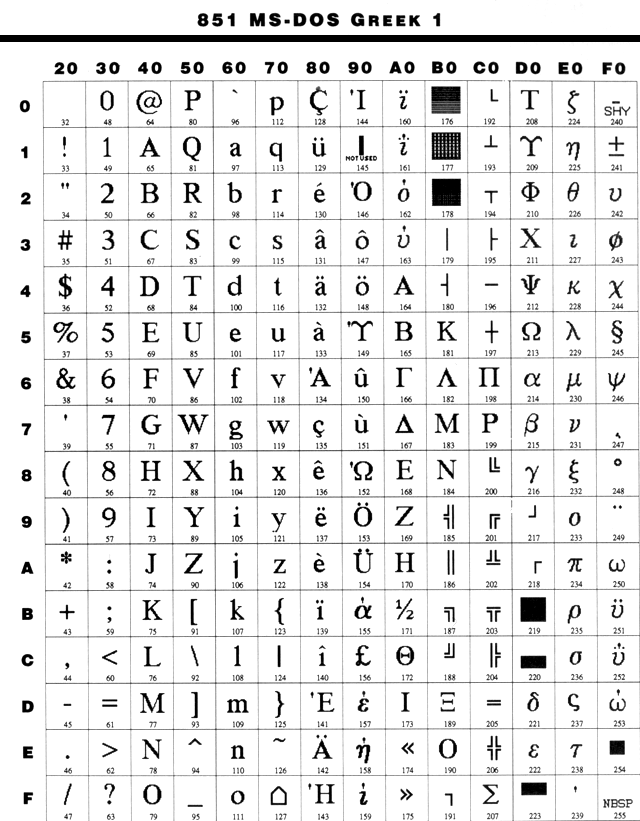 851 MS-DOS GREEK 1
20 30 40 50 60 70 80 90 A0 B0 C0 D0 E0 F0
0 0 @ P ` p Ç Ί ϊ ░ └ Τ ζ SHY
32 48 64 80 96 112 128 144 160 176 192 208 224 240
1 ! 1 A Q a q ü NOT USED ΐ ▒ ┴ Υ η ±
33 49 65 81 97 113 129 145 161 177 193 209 225 241
2 " 2 B R b r é Ό ό ▓ ┬ Φ θ υ
34 50 66 82 98 114 130 146 162 178 194 210 226 242
3 # 3 C S c s â ô ύ │ ├ Χ ι φ
35 51 67 83 99 115 131 147 163 179 195 211 227 243
4 $ 4 D T d t ä ö Α ┤ ─ Ψ κ χ
36 52 68 84 100 116 132 148 164 180 196 212 228 244
5 % 5 E U e u à Ύ Β Κ ┼ Ω λ §
37 53 69 85 101 117 133 149 165 181 197 213 229 245
6 & 6 F V f v Ά û Γ Λ Π α μ ψ
38 54 70 86 102 118 134 150 166 182 198 214 230 246
7 ' 7 G W g w ç ù Δ Μ Ρ β ν ˛
39 55 71 87 103 119 135 151 167 183 199 215 231 247
8 ( 8 H X h x ê Ώ Ε Ν ╚ γ ξ °
40 56 72 88 104 120 136 152 168 184 200 216 232 248
9 ) 9 I Y i y ë Ö Ζ ╣ ╔ ┘ ο ¨
41 57 73 89 105 121 137 153 169 185 201 217 233 249
A * : J Z j z è Ü Η ║ ╩ ┌ π ω
42 58 74 90 106 122 138 154 170 186 202 218 234 250
B + ; K [ k { ï ά ½ ╗ ╦ █ ρ ϋ
43 59 75 91 107 123 139 155 171 187 203 219 235 251
C , < L \ l | î £ Θ ╝ ╠ ▄ σ ΰ
44 60 76 92 108 124 140 156 172 188 204 220 236 252
D - = M ] m } Έ έ Ι Ξ ═ δ ς ώ
45 61 77 93 109 125 141 157 173 189 205 221 237 253
E . > N ^ n ~ Ä ή « Ο ╬ ε τ ■
46 62 78 94 110 126 142 158 174 190 206 222 238 254
F / ? O _ o ⌂ Ή ί » ┐ Σ ▀ ΄ NBSP
47 63 79 95 111 127 143 159 175 191 207 223 239 255